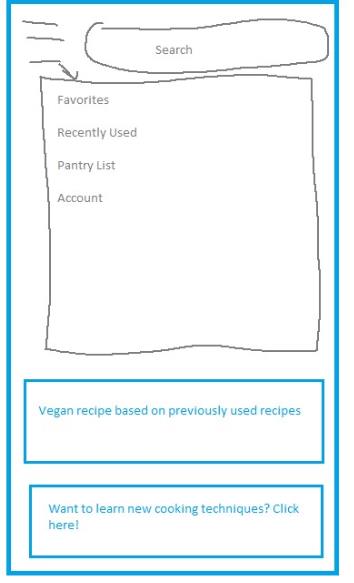 Search
Favorites
Recently Used
Pantry List
Account
Vegan recipe based on previously used recipes
Want to learn new cooking techniques? Click
here!